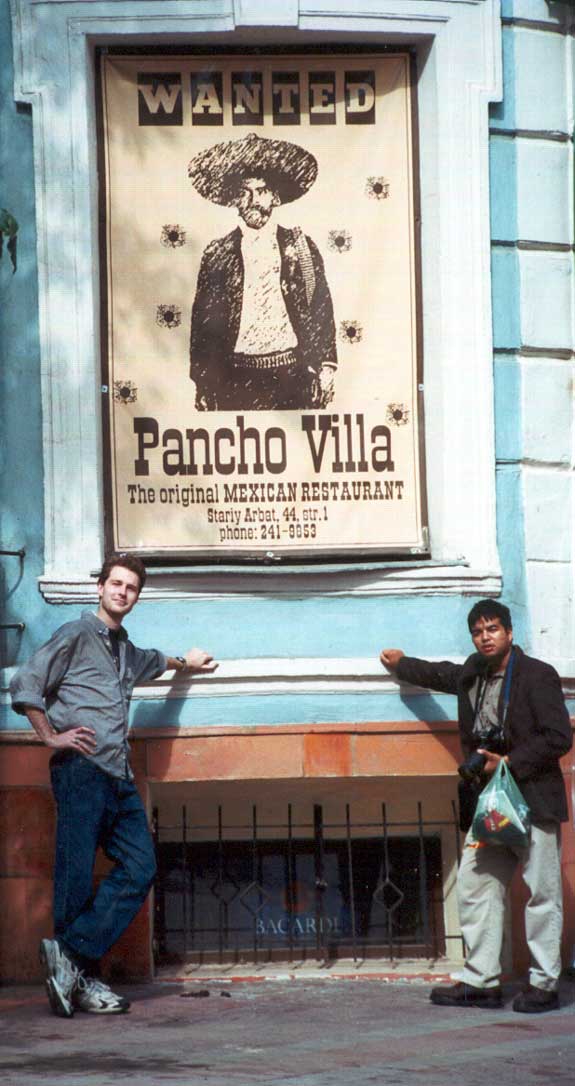 WANTED
Pancho Villa
The original MEXICAN RESTAURANT
Stariy Arbat, 44, str.1
phone: 241-9853
BACARDI